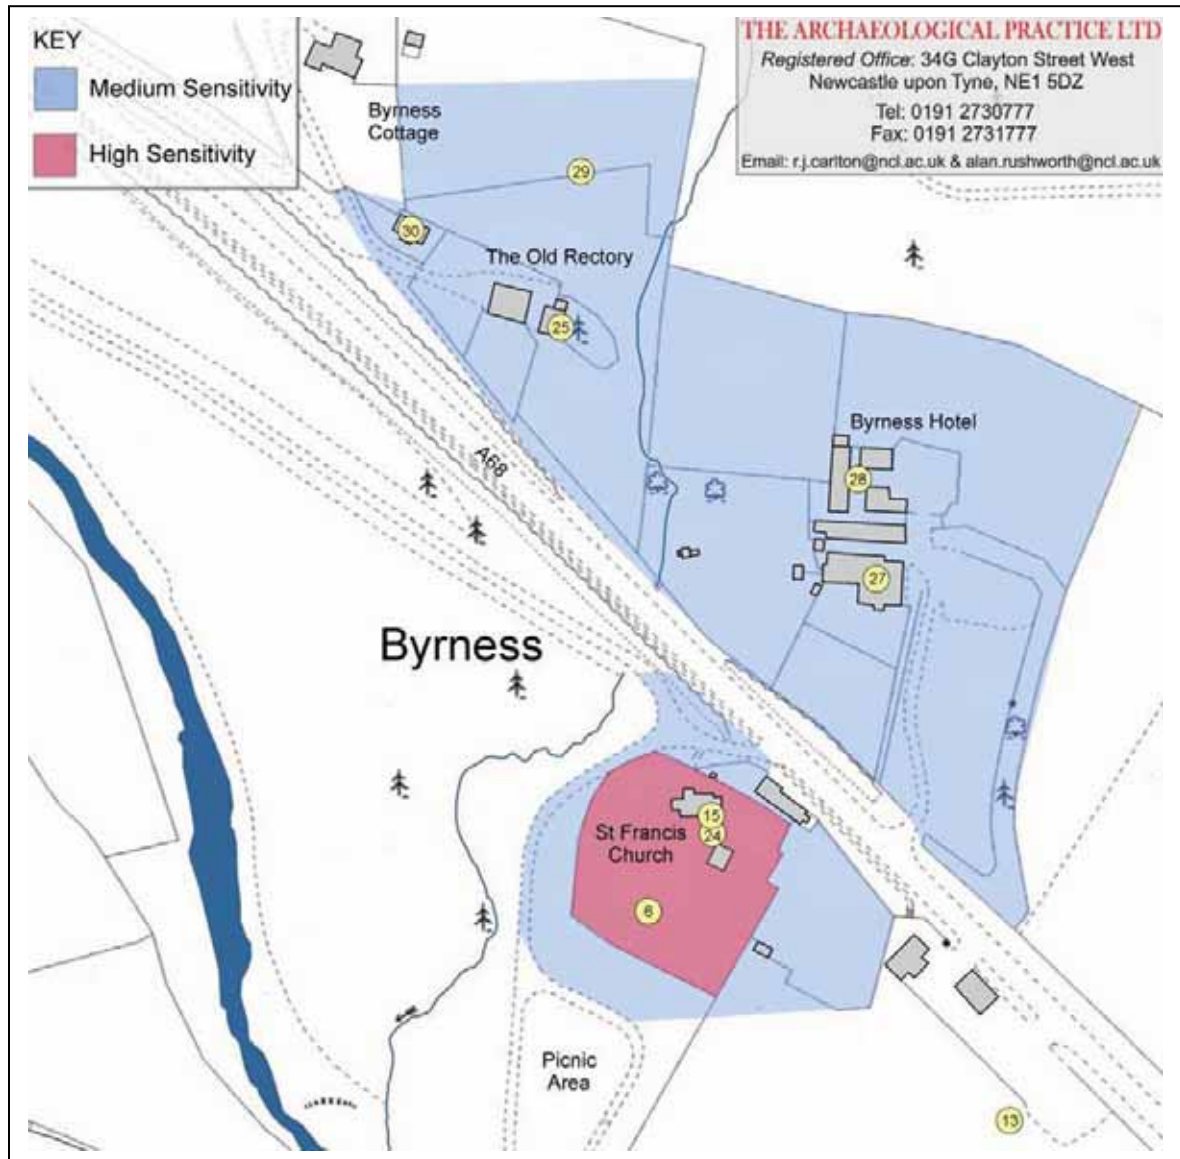 KEY
Medium Sensitivity
High Sensitivity
THE ARCHAEOLOGICAL PRACTICE LTD
Registered Office: 34G Clayton Street West
Newcastle upon Tyne, NE1 5DZ
Tel: 0191 2730777
Fax: 0191 2731777
Email: r.j.carlton@ncl.ac.uk & alan.rushworth@ncl.ac.uk
Byrness
Cottage
29
30
The Old Rectory
25
Byrness Hotel
28
A68
27
Byrness
15
St Francis
Church
24
6
Picnic
Area
13